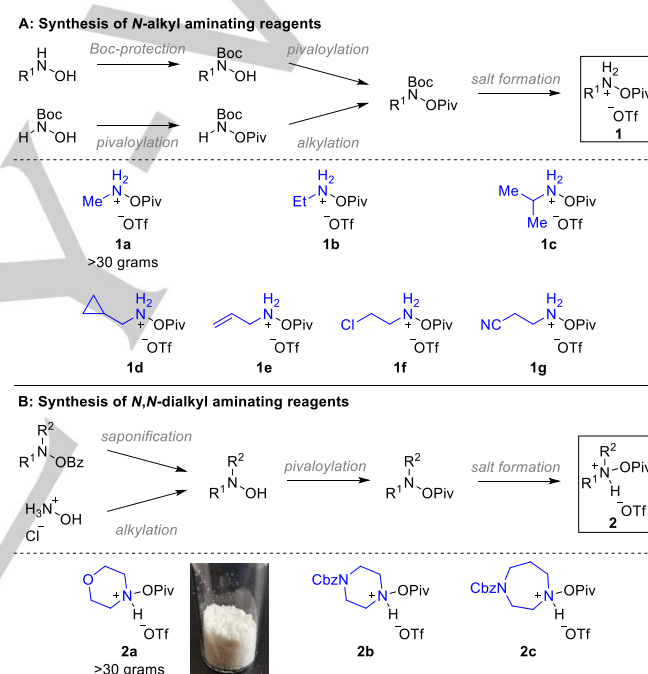 A: Synthesis of N-alkyl aminating reagents
H
R¹ N OH
Boc-protection
Boc
R¹ N OH
pivaloylation
Boc
H N OH
pivaloylation
Boc
H N OPiv
alkylation
Boc
R¹ N OPiv
salt formation
H₂
R¹ N OPiv
+
⁻OTf
1
H₂
Me N OPiv
+
⁻OTf
1a
>30 grams
H₂
Et N OPiv
+
⁻OTf
1b
Me H₂
N OPiv
+
Me ⁻OTf
1c
H₂
N OPiv
+
⁻OTf
1d
H₂
N OPiv
+
⁻OTf
1e
H₂
Cl N OPiv
+
⁻OTf
1f
H₂
NC N OPiv
+
⁻OTf
1g
B: Synthesis of N,N-dialkyl aminating reagents
R²
R¹ N OBz
saponification
H₃N⁺ OH
Cl⁻
alkylation
R²
R¹ N OH
pivaloylation
R²
R¹ N OPiv
salt formation
R²
+ N OPiv
R¹ H
⁻OTf
2
O
N OPiv
+
H
⁻OTf
2a
>30 grams
CbzN
N OPiv
+
H
⁻OTf
2b
CbzN
N OPiv
+
H
⁻OTf
2c